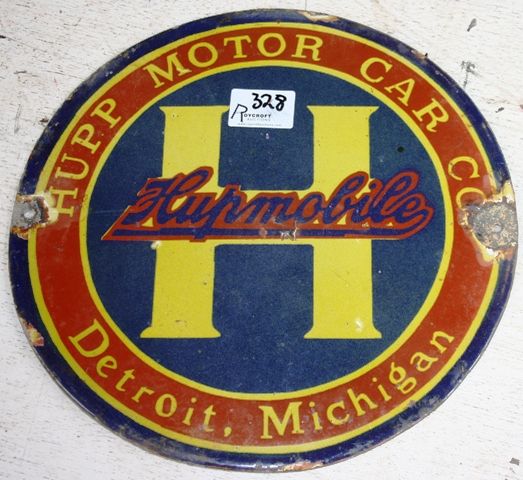 HUPP MOTOR CAR CO
328
ROYCROFT
H
Hupmobile
Detroit, Michigan